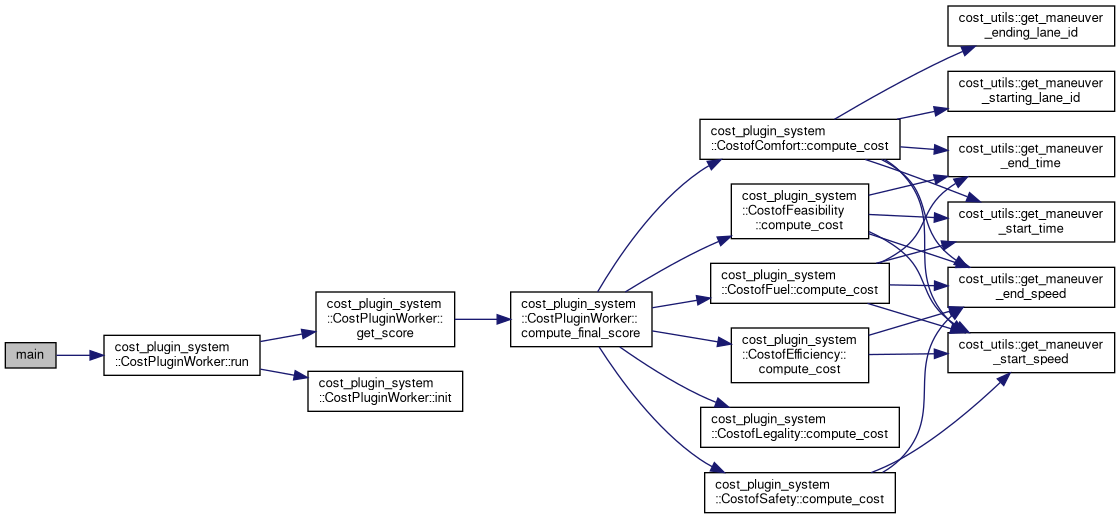 main
cost_plugin_system
::CostPluginWorker::run
cost_plugin_system
::CostPluginWorker::
get_score
cost_plugin_system
::CostPluginWorker::init
cost_plugin_system
::CostPluginWorker::
compute_final_score
cost_plugin_system
::CostofComfort::compute_cost
cost_plugin_system
::CostofFeasibility
::compute_cost
cost_plugin_system
::CostofFuel::compute_cost
cost_plugin_system
::CostofEfficiency::
compute_cost
cost_plugin_system
::CostofLegality::compute_cost
cost_plugin_system
::CostofSafety::compute_cost
cost_utils::get_maneuver
_ending_lane_id
cost_utils::get_maneuver
_starting_lane_id
cost_utils::get_maneuver
_end_time
cost_utils::get_maneuver
_start_time
cost_utils::get_maneuver
_end_speed
cost_utils::get_maneuver
_start_speed